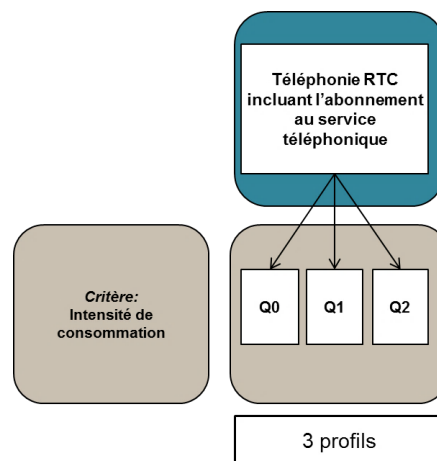 Téléphonie RTC
incluant l'abonnement
au service
téléphonique
Critère:
Intensité de
consommation
Q0 Q1 Q2
3 profils